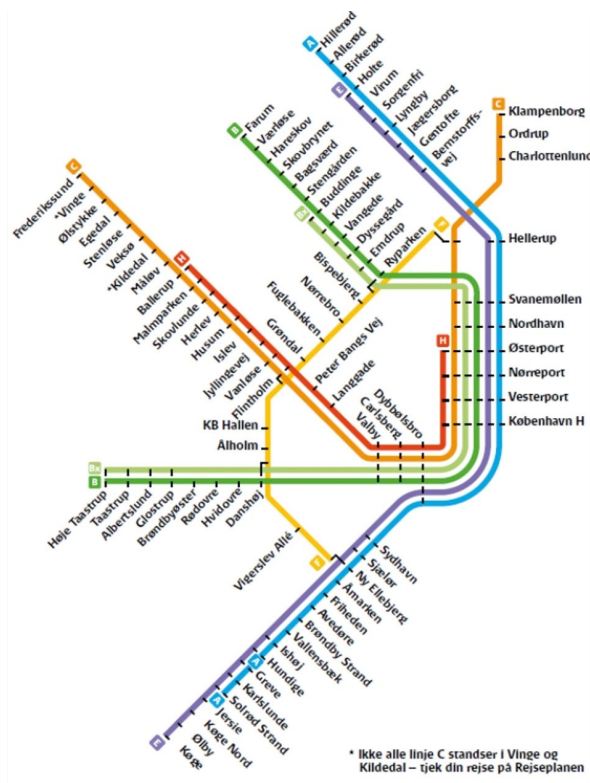 A
Hillerød
Allerød
Birkerød
Holte
Virum
Sorgenfri
Lyngby
Jægersborg
Gentofte
Bernstorffs-
vej
E
C
Klampenborg
Ordrup
Charlottenlund
B
Farum
Værløse
Hareskov
Skovbrynet
Bagsværd
Stengården
Buddinge
Kildebakke
Vangede
Dyssegård
Emdrup
Ryparken
Bx
F
Hellerup
Svanemøllen
Nordhavn
H
Østerport
Nørreport
Vesterport
København H
C
Frederikssund
*Vinge
Ølstykke
Egedal
Stenløse
Veksø
*Kildedal
Måløv
H
Ballerup
Malmparken
Skovlunde
Herlev
Husum
Islev
Jyllingevej
Vanløse
Flintholm
Bispebjerg
Nørrebro
Fuglebakken
Grøndal
Peter Bangs Vej
Langgade
Valby
Carlsberg
Dybbølsbro
KB Hallen
Ålholm
Bx
B
Høje Taastrup
Taastrup
Albertslund
Glostrup
Brøndbyøster
Rødovre
Hvidovre
Danshøj
Vigerslev Allé
F
Sydhavn
Sjælør
Ny Ellebjerg
Åmarken
Friheden
Avedøre
Brøndby Strand
Vallensbæk
Ishøj
Hundige
A
Greve
Karlslunde
Solrød Strand
A
Jersie
Køge Nord
Ølby
Køge
E
* Ikke alle linje C standser i Vinge og
Kildedal – tjek din rejse på Rejseplanen